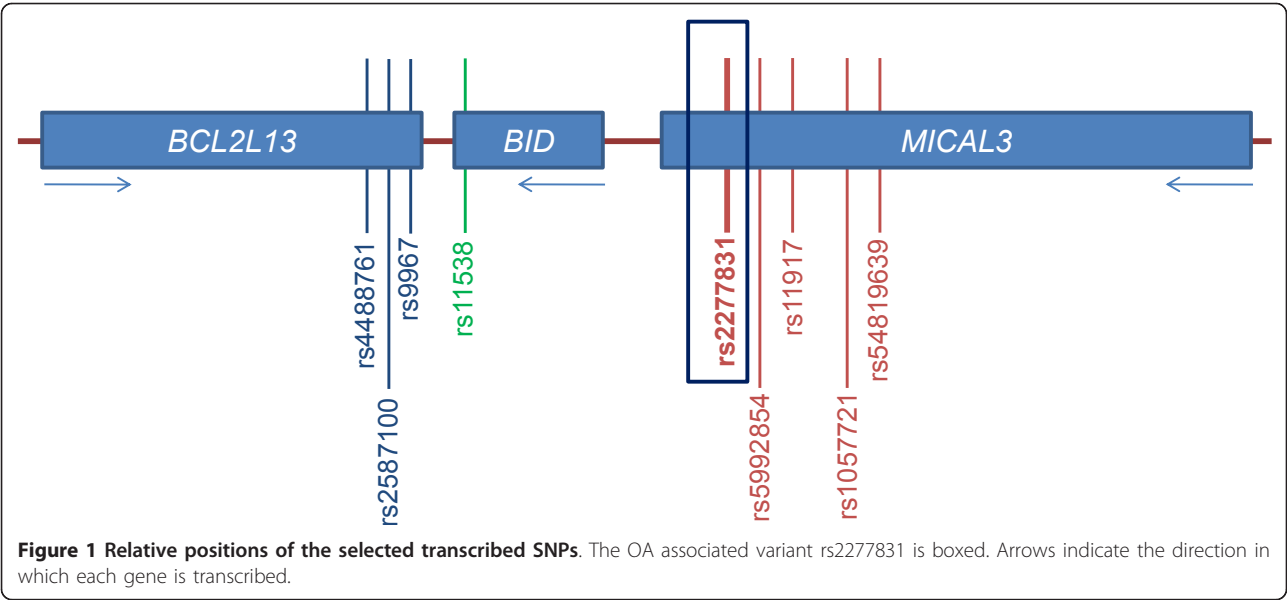 BCL2L13
BID
MICAL3
rs4488761
rs2587100
rs9967
rs11538
rs2277831
rs5992854
rs11917
rs1057721
rs54819639
Figure 1 Relative positions of the selected transcribed SNPs. The OA associated variant rs2277831 is boxed. Arrows indicate the direction in
which each gene is transcribed.